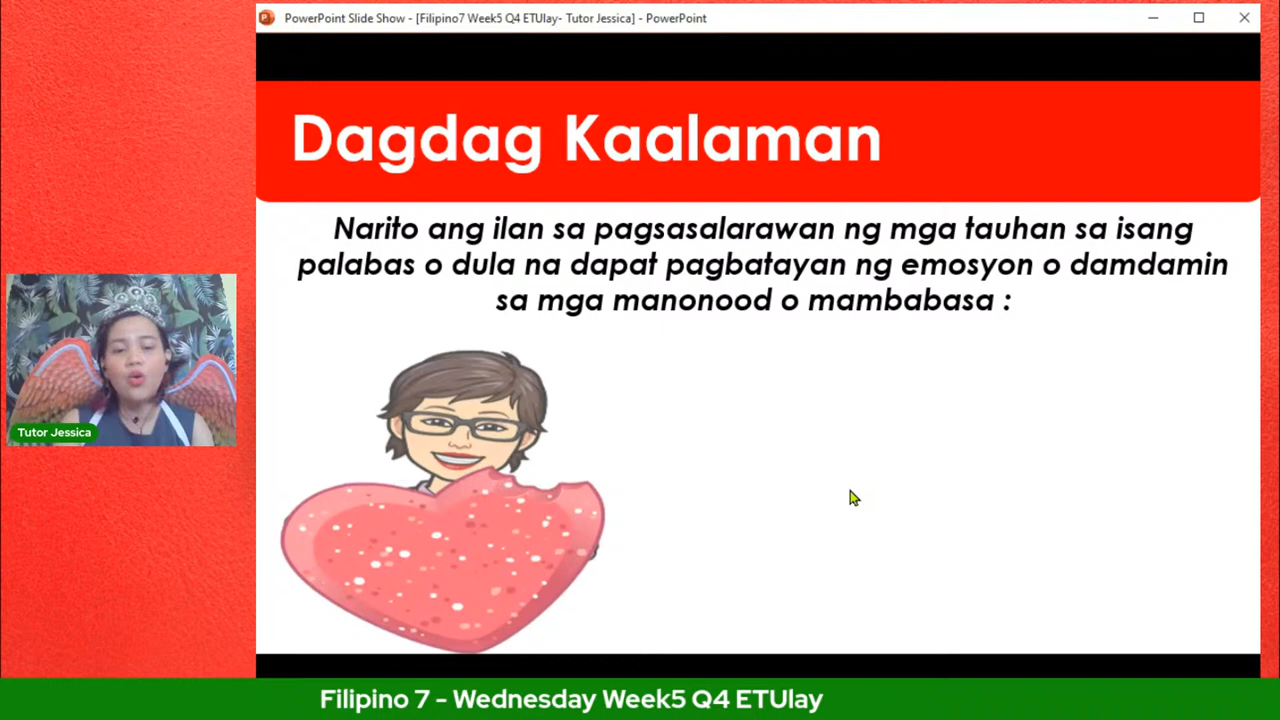 PowerPoint Slide Show - [Filipino7 Week5 Q4 ETUlay- Tutor Jessica] - PowerPoint
Dagdag Kaalaman
Narito ang ilan sa pagsasalarawan ng mga tauhan sa isang
palabas o dula na dapat pagbatayan ng emosyon o damdamin
sa mga manonood o mambabasa :
Tutor Jessica
Filipino 7 - Wednesday Week5 Q4 ETUlay